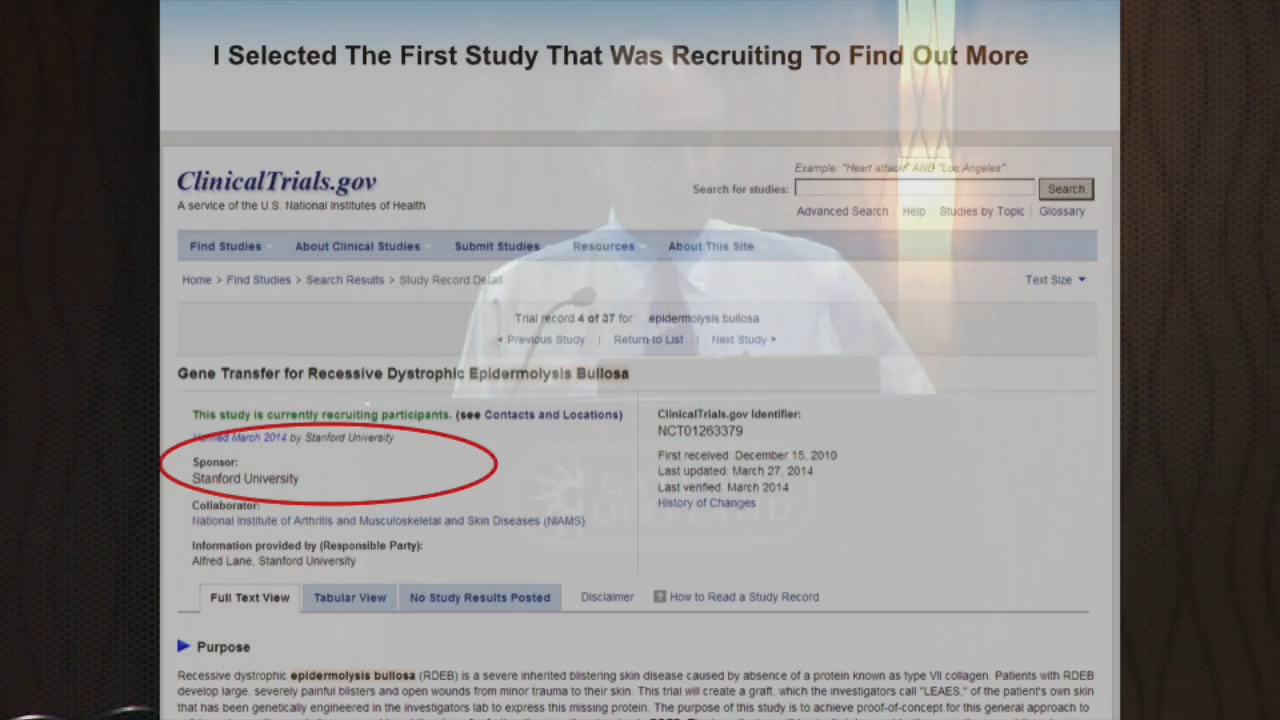 I Selected The First Study That Was Recruiting To Find Out More
Example: "Heart attack" AND "Los Angeles"
ClinicalTrials.gov
Search for studies:
Search
A service of the U.S. National Institutes of Health
Advanced Search | Help Studies by Topic | Glossary
Find Studies About Clinical Studies Submit Studies Resources About This Site
Home > Find Studies > Search Results > Study Record Detail
Text Size
Trial record 4 of 37 for: epidermolysis bullosa
Previous Study | Return to List | Next Study
Gene Transfer for Recessive Dystrophic Epidermolysis Bullosa
This study is currently recruiting participants. (see Contacts and Locations)
Verified March 2014 by Stanford University
Sponsor:
Stanford University
Collaborator:
National Institute of Arthritis and Musculoskeletal and Skin Diseases (NIAMS)
Information provided by (Responsible Party):
Alfred Lane, Stanford University
ClinicalTrials.gov Identifier:
NCT01263379
First received: December 15, 2010
Last updated: March 27, 2014
Last verified: March 2014
History of Changes
Full Text View Tabular View No Study Results Posted Disclaimer ? How to Read a Study Record
Purpose
Recessive dystrophic epidermolysis bullosa (RDEB) is a severe inherited blistering skin disease caused by absence of a protein known as type VII collagen. Patients with RDEB
develop large, severely painful blisters and open wounds from minor trauma to their skin. This trial will create a graft, which the investigators call "LEAES," of the patient's own skin
that has been genetically engineered in the investigators lab to express this missing protein. The purpose of this study is to achieve proof-of-concept for this general approach to